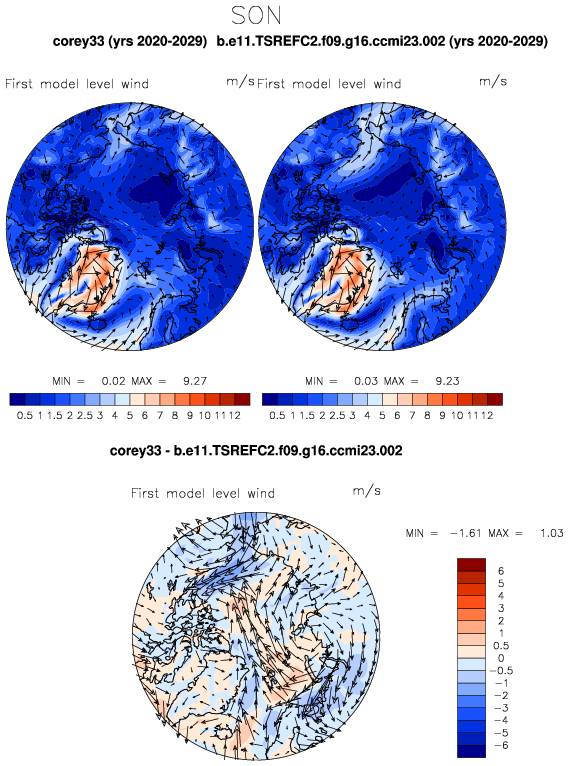 SON
corey33 (yrs 2020-2029) b.e11.TSREFC2.f09.g16.ccmi23.002 (yrs 2020-2029)
First model level wind m/s First model level wind m/s
MIN = 0.02 MAX = 9.27 MIN = 0.03 MAX = 9.23
0.5 1 1.5 2 2.5 3 4 5 6 7 8 9 10 11 12 0.5 1 1.5 2 2.5 3 4 5 6 7 8 9 10 11 12
corey33 - b.e11.TSREFC2.f09.g16.ccmi23.002
First model level wind m/s
MIN = -1.61 MAX = 1.03
6
5
4
3
2
1
0.5
0
-0.5
-1
-2
-3
-4
-5
-6